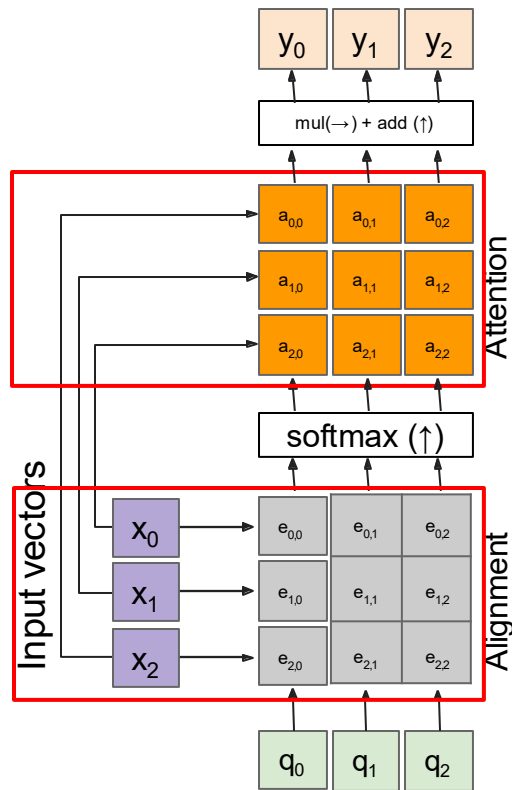 y0 y1 y2
mul(→) + add (↑)
a0,0 a0,1 a0,2
a1,0 a1,1 a1,2
a2,0 a2,1 a2,2
Attention
softmax (↑)
Input vectors
x0 e0,0 e0,1 e0,2
x1 e1,0 e1,1 e1,2
x2 e2,0 e2,1 e2,2
Alignment
q0 q1 q2